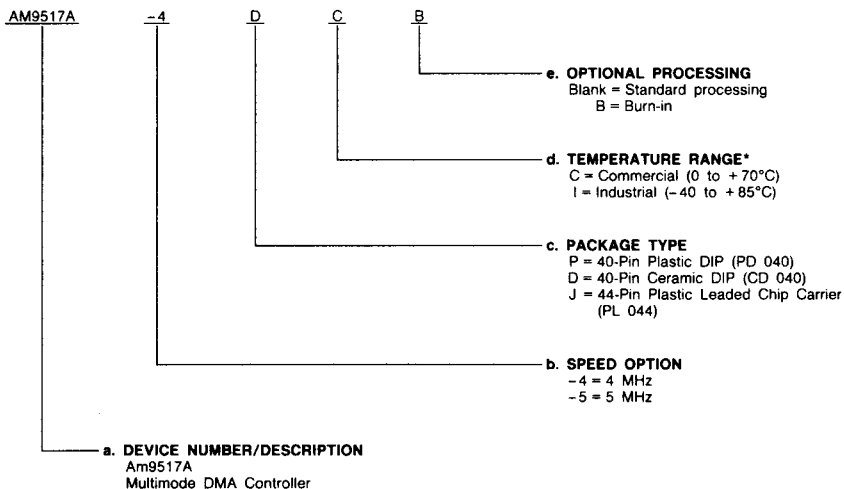 AM9517A -4 D C B
e. OPTIONAL PROCESSING
Blank = Standard processing
B = Burn-in
d. TEMPERATURE RANGE*
C = Commercial (0 to +70°C)
I = Industrial (-40 to +85°C)
c. PACKAGE TYPE
P = 40-Pin Plastic DIP (PD 040)
D = 40-Pin Ceramic DIP (CD 040)
J = 44-Pin Plastic Leaded Chip Carrier
(PL 044)
b. SPEED OPTION
-4 = 4 MHz
-5 = 5 MHz
a. DEVICE NUMBER/DESCRIPTION
Am9517A
Multimode DMA Controller